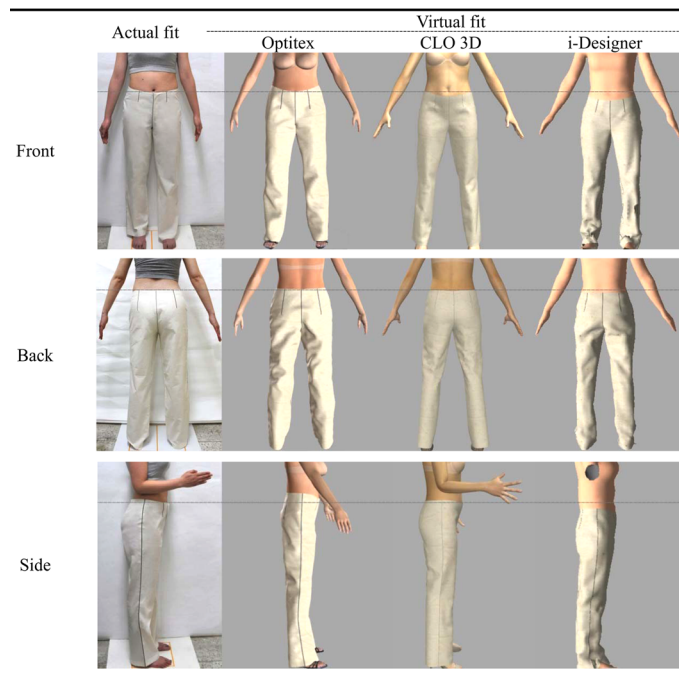 Actual fit
Virtual fit
Optitex
CLO 3D
i-Designer
Front
Back
Side